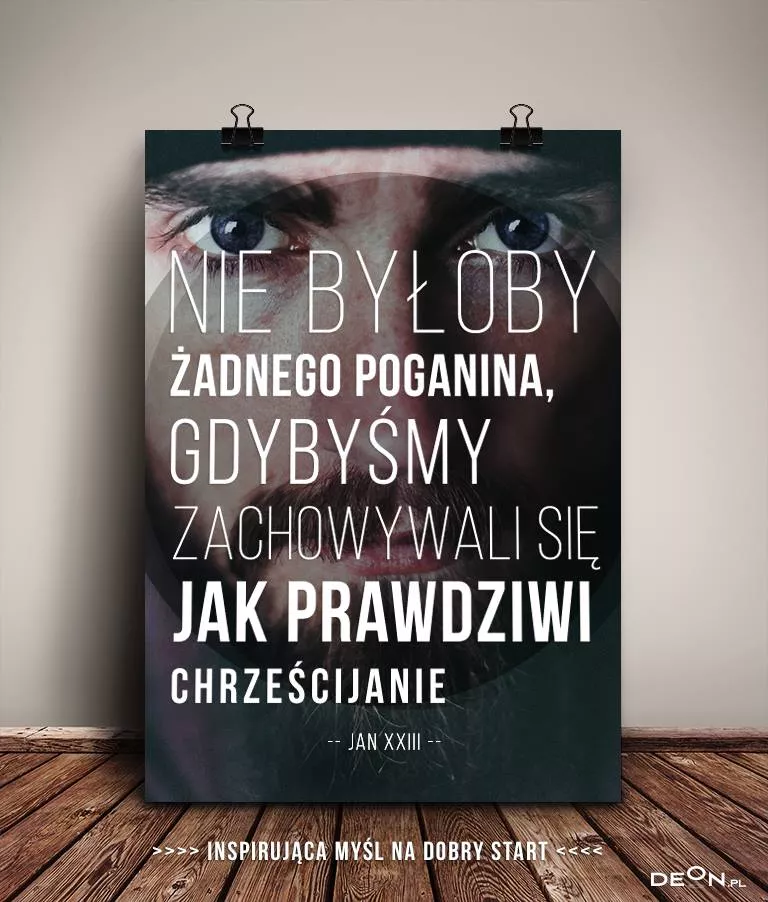 NIE BYŁOBY
ŻADNEGO POGANINA,
GDYBYŚMY
ZACHOWYWALI SIĘ
JAK PRAWDZIWI
CHRZEŚCIJANIE
-- JAN XXIII --
>>>> INSPIRUJĄCA MYŚL NA DOBRY START <<<<
DEON.PL